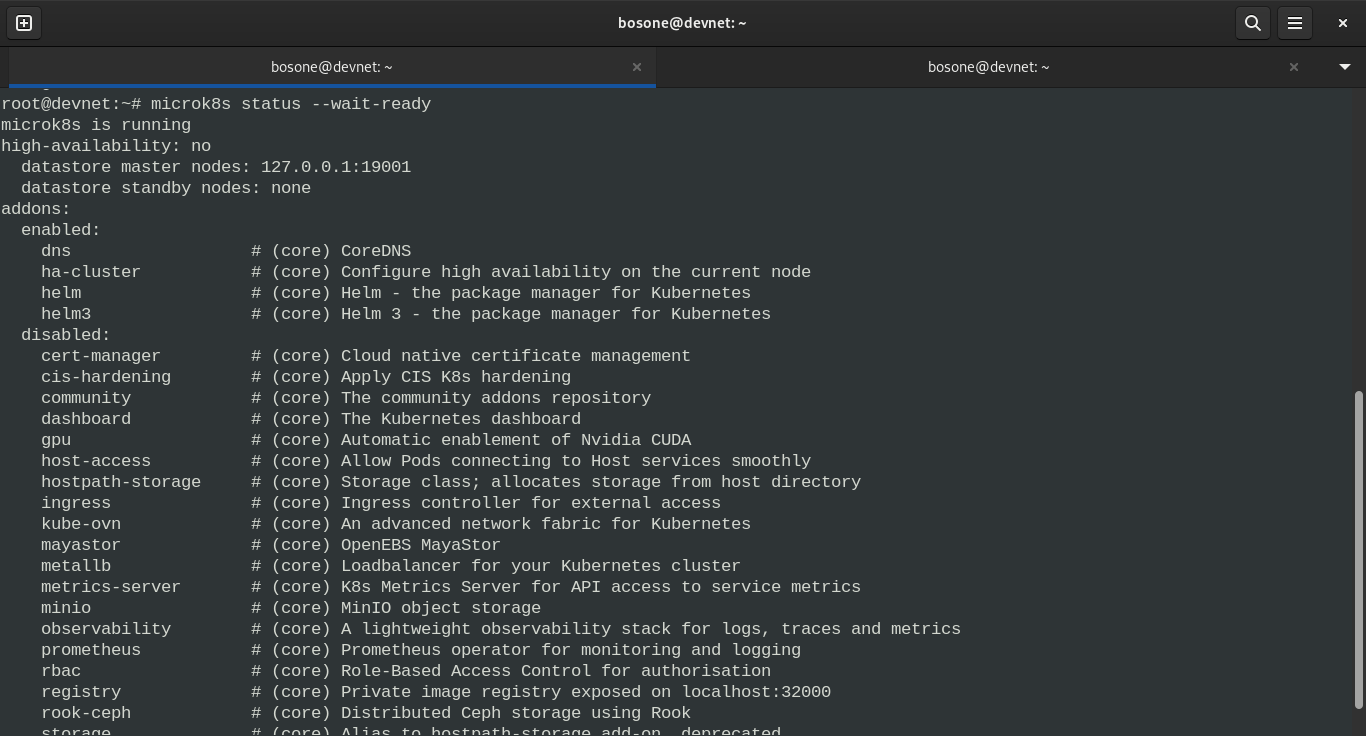 bosone@devnet: ~
bosone@devnet: ~
bosone@devnet: ~
root@devnet:~# microk8s status --wait-ready
microk8s is running
high-availability: no
  datastore master nodes: 127.0.0.1:19001
  datastore standby nodes: none
addons:
  enabled:
    dns                  # (core) CoreDNS
    ha-cluster           # (core) Configure high availability on the current node
    helm                 # (core) Helm - the package manager for Kubernetes
    helm3                # (core) Helm 3 - the package manager for Kubernetes
  disabled:
    cert-manager         # (core) Cloud native certificate management
    cis-hardening        # (core) Apply CIS K8s hardening
    community            # (core) The community addons repository
    dashboard            # (core) The Kubernetes dashboard
    gpu                  # (core) Automatic enablement of Nvidia CUDA
    host-access          # (core) Allow Pods connecting to Host services smoothly
    hostpath-storage     # (core) Storage class; allocates storage from host directory
    ingress              # (core) Ingress controller for external access
    kube-ovn             # (core) An advanced network fabric for Kubernetes
    mayastor             # (core) OpenEBS MayaStor
    metallb              # (core) Loadbalancer for your Kubernetes cluster
    metrics-server       # (core) K8s Metrics Server for API access to service metrics
    minio                # (core) MinIO object storage
    observability        # (core) A lightweight observability stack for logs, traces and metrics
    prometheus           # (core) Prometheus operator for monitoring and logging
    rbac                 # (core) Role-Based Access Control for authorisation
    registry             # (core) Private image registry exposed on localhost:32000
    rook-ceph            # (core) Distributed Ceph storage using Rook
    storage              # (core) Alias to hostpath-storage add-on, deprecated